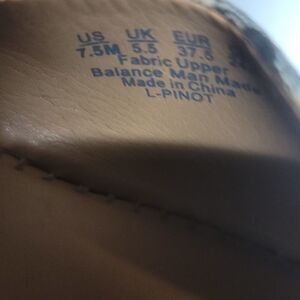 US UK EUR
7.5M 5.5 37.5
Fabric Upper
Balance Man Made
Made in China
L-PINOT